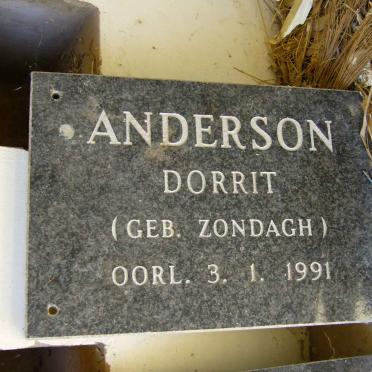 ANDERSON
DORRIT
(GEB. ZONDAGH)
OORL. 3. 1. 1991